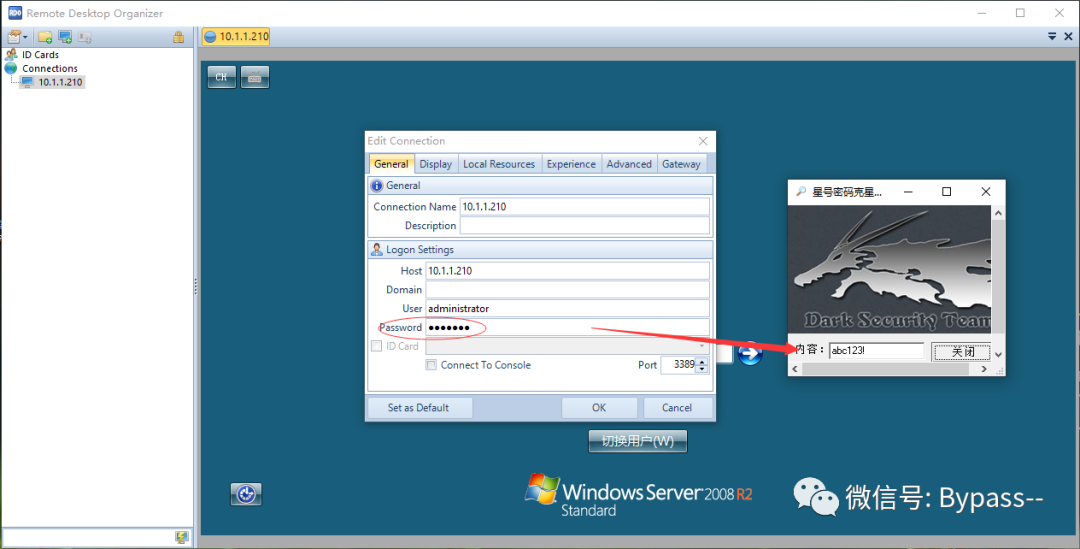 Remote Desktop Organizer
10.1.1.210
ID Cards
Connections
10.1.1.210
CH
Edit Connection
General Display Local Resources Experience Advanced Gateway
General
Connection Name 10.1.1.210
Description
Logon Settings
Host 10.1.1.210
Domain
User administrator
Password •••••••
ID Card
Connect To Console Port 3389
Set as Default OK Cancel
星号密码亮星...
Dark Security Team
内容： abc123! 关闭
切换用户(W)
Windows Server 2008 R2
Standard
微信号: Bypass--